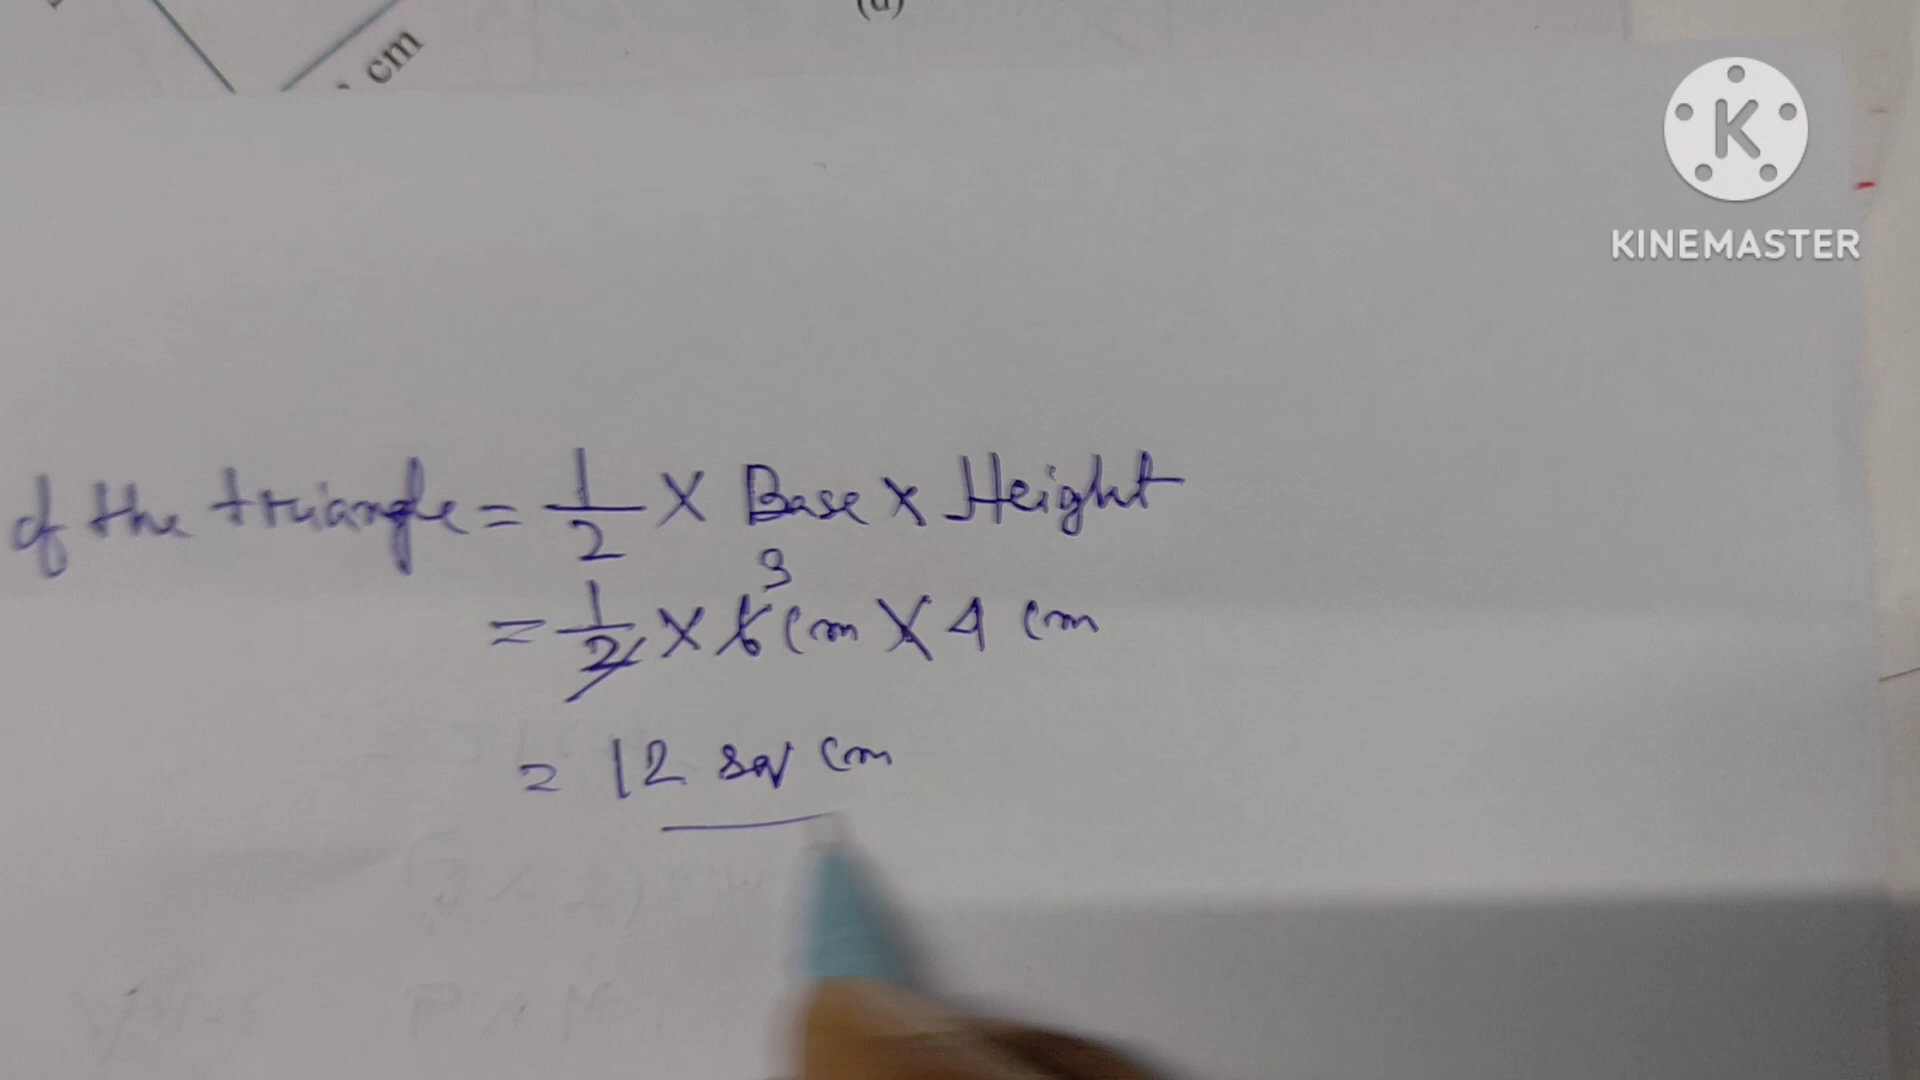 (d)
cm
K
KINEMASTER
of the triangle = 1/2 X Base x Height
3
= 1/2 X 6 cm X 4 cm
= 12 sq cm